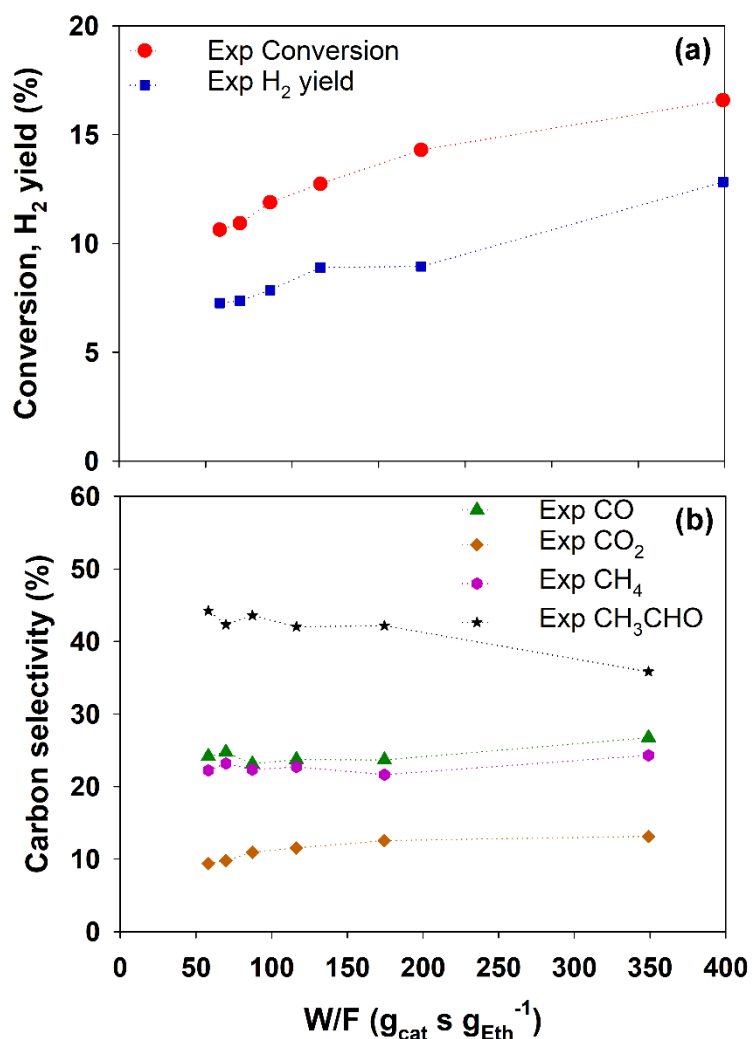 20
15
10
5
0
Conversion, H₂ yield (%)
Exp Conversion
Exp H₂ yield
(a)
60
50
40
30
20
10
0
Carbon selectivity (%)
Exp CO
Exp CO₂
Exp CH₄
Exp CH₃CHO
(b)
0 50 100 150 200 250 300 350 400
W/F (g_cat s g_Eth⁻¹)